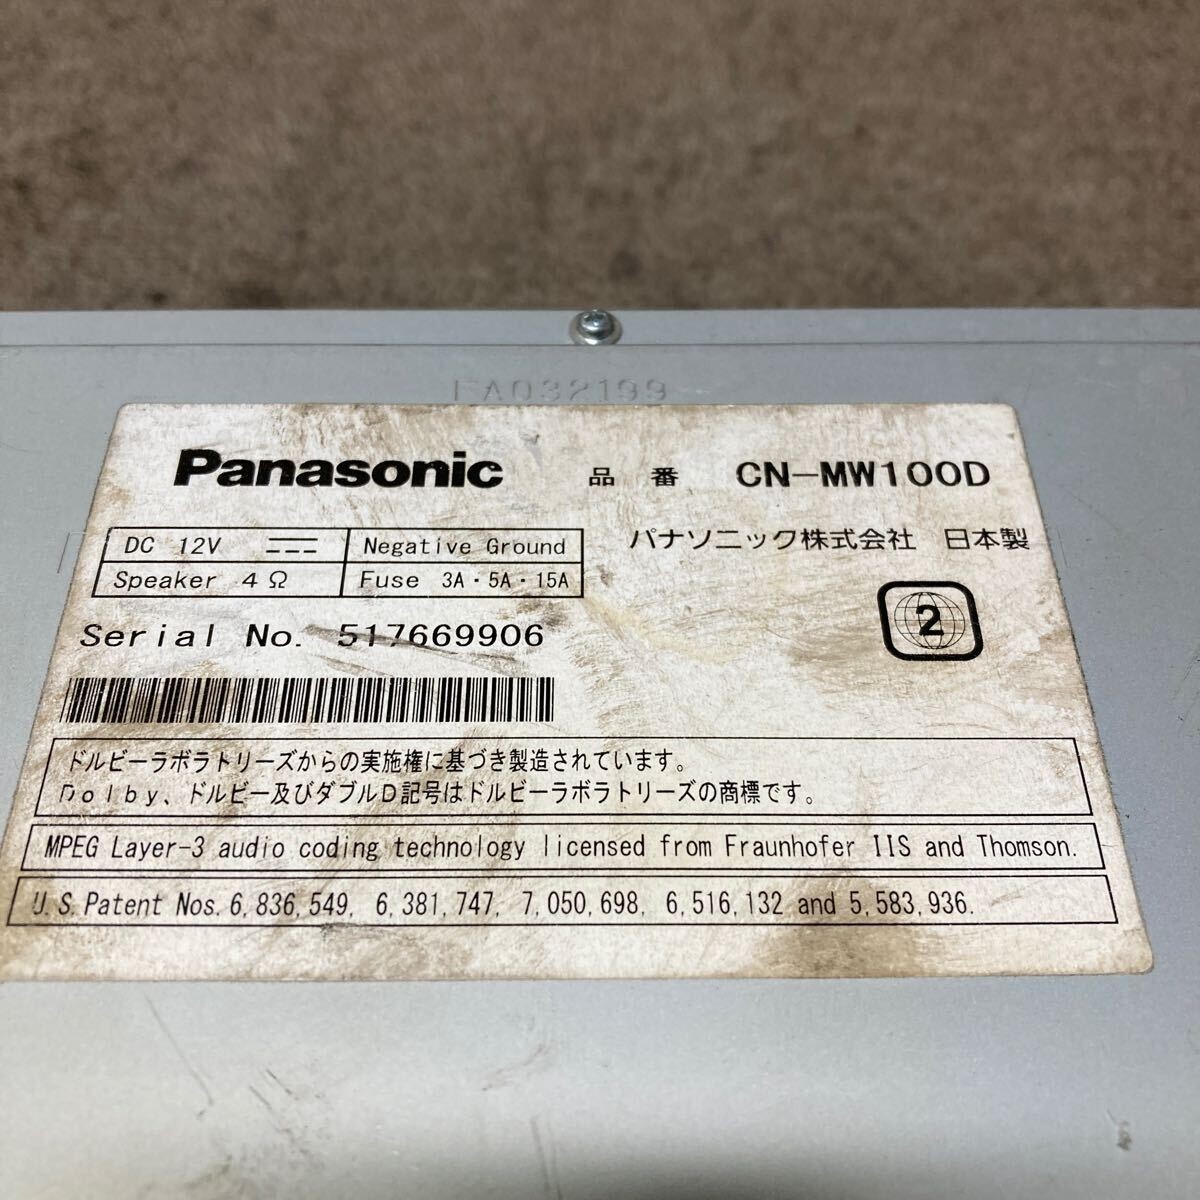 EA032199
Panasonic 品番 CN-MW100D
DC 12V Negative Ground
パナソニック株式会社 日本製
Speaker 4Ω Fuse 3A・5A・15A
2
Serial No. 517669906
ドルビーラボラトリーズからの実施権に基づき製造されています。
Dolby、ドルビー及びダブルD記号はドルビーラボラトリーズの商標です。
MPEG Layer-3 audio coding technology licensed from Fraunhofer IIS and Thomson.
U.S.Patent Nos.6,836,549, 6,381,747, 7,050,698, 6,516,132 and 5,583,936.